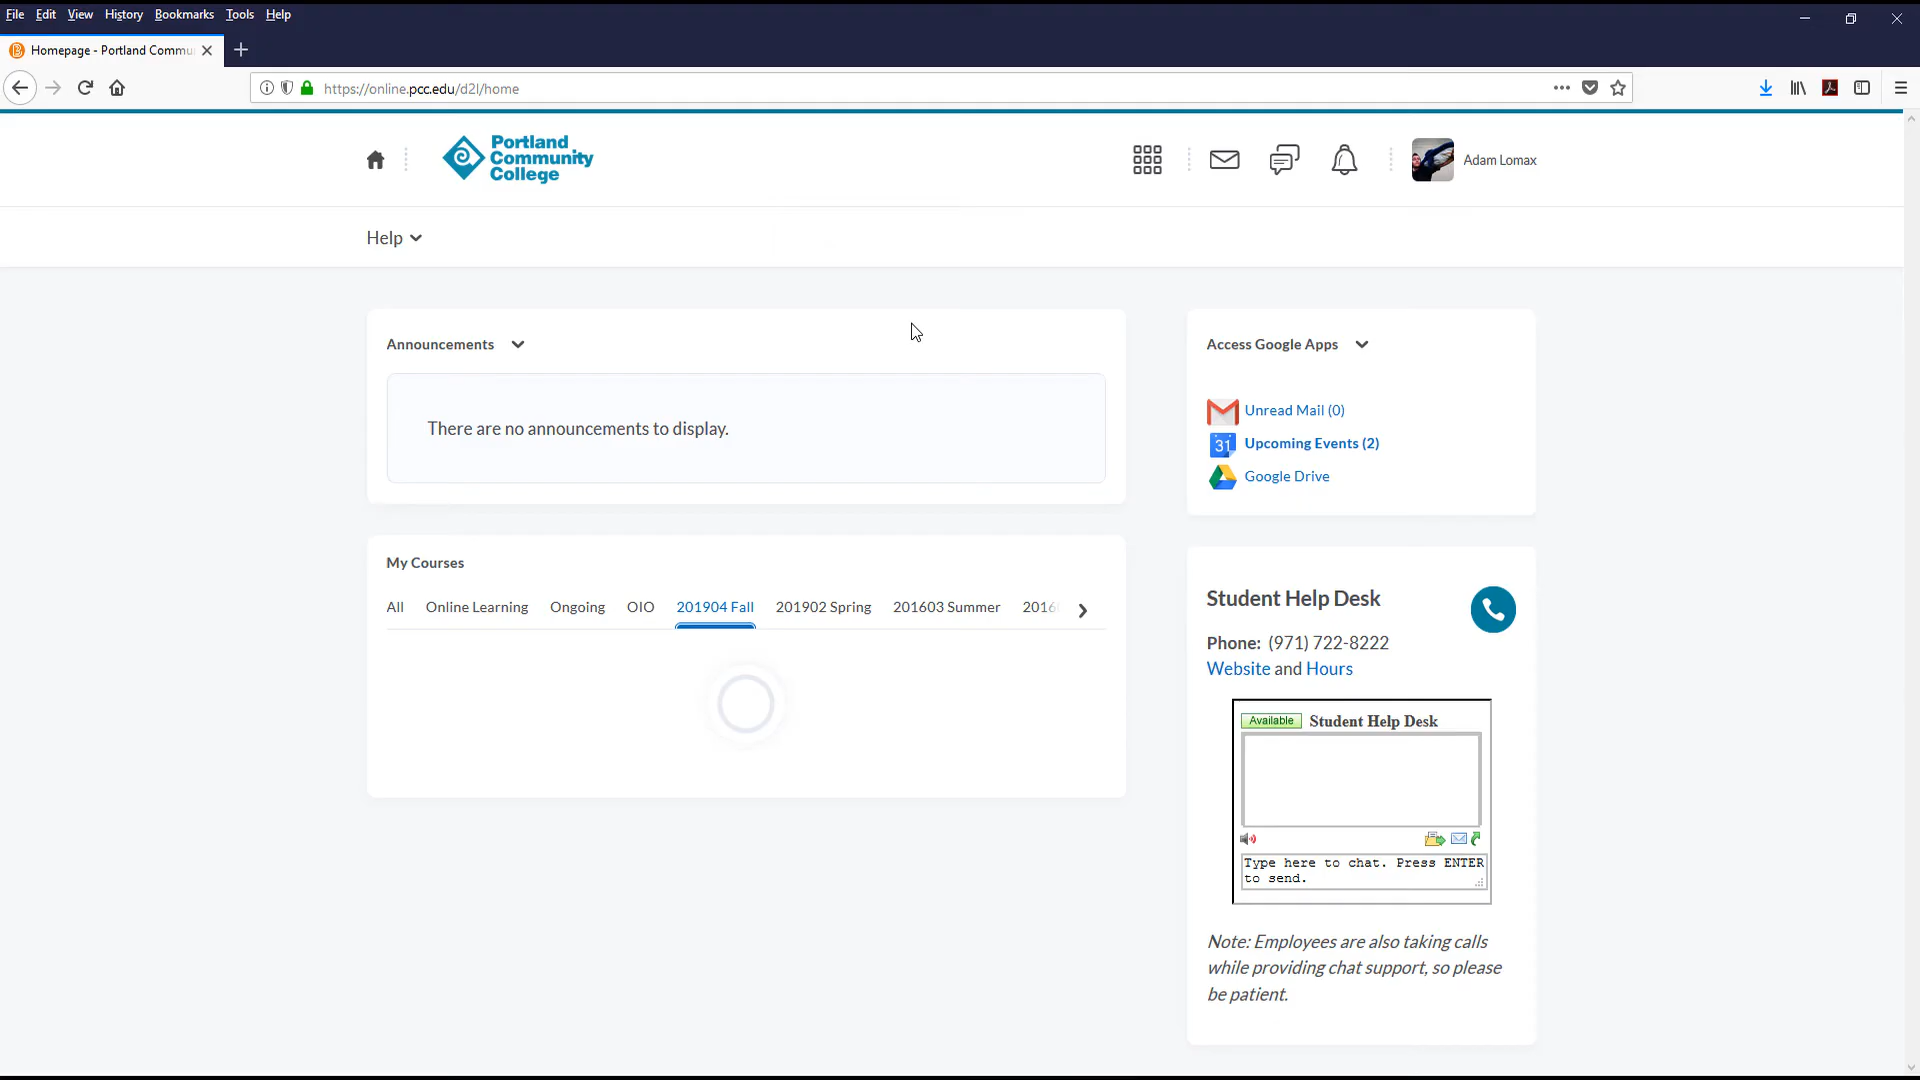 File Edit View History Bookmarks Tools Help
Homepage - Portland Commu
https://online.pcc.edu/d2l/home
Portland
Community
College
Adam Lomax
Help
Announcements
There are no announcements to display.
My Courses
All Online Learning Ongoing OIO 201904 Fall 201902 Spring 201603 Summer 2016
Access Google Apps
Unread Mail (0)
31 Upcoming Events (2)
Google Drive
Student Help Desk
Phone: (971) 722-8222
Website and Hours
Available Student Help Desk
Type here to chat. Press ENTER
to send.
Note: Employees are also taking calls
while providing chat support, so please
be patient.